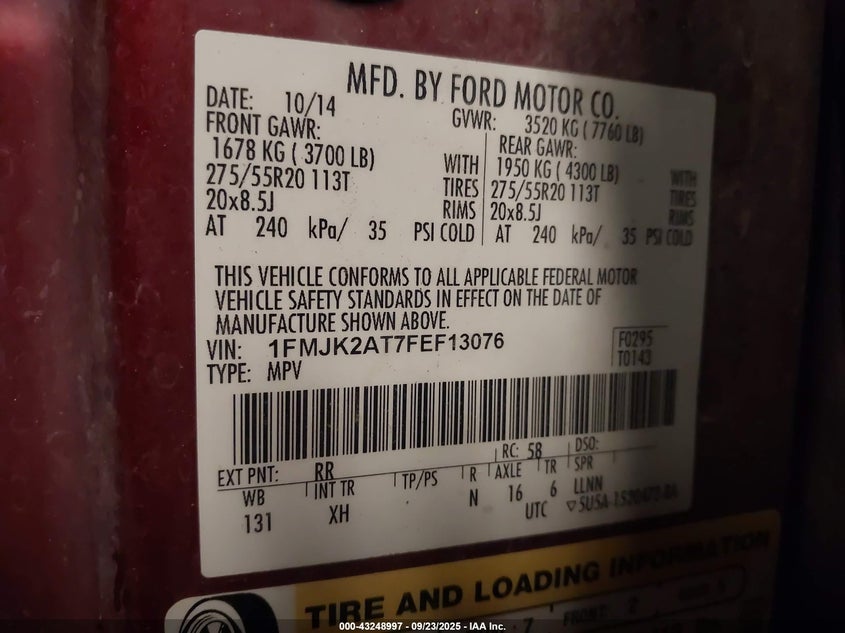 MFD. BY FORD MOTOR CO.
DATE: 10/14 GVWR: 3520 KG ( 7760 LB)
FRONT GAWR: REAR GAWR:
1678 KG ( 3700 LB) WITH 1950 KG ( 4300 LB) WITH
275/55R20 113T TIRES 275/55R20 113T TIRES
20x8.5J RIMS 20x8.5J RIMS
AT 240 kPa/ 35 PSI COLD AT 240 kPa/ 35 PSI COLD
THIS VEHICLE CONFORMS TO ALL APPLICABLE FEDERAL MOTOR
VEHICLE SAFETY STANDARDS IN EFFECT ON THE DATE OF
MANUFACTURE SHOWN ABOVE.
VIN: 1FMJK2AT7FEF13076 F0295
TYPE: MPV T0143
EXT PNT: RR RC: 58 DSO:
WB INT TR TP/PS R AXLE TR SPR
131 XH N 16 6 LLNN
UTC ▽ SUSA-
TIRE AND LOADING INFORMATION
7 FRONT: 2
000-43248997 - 09/23/2025 - IAA Inc.